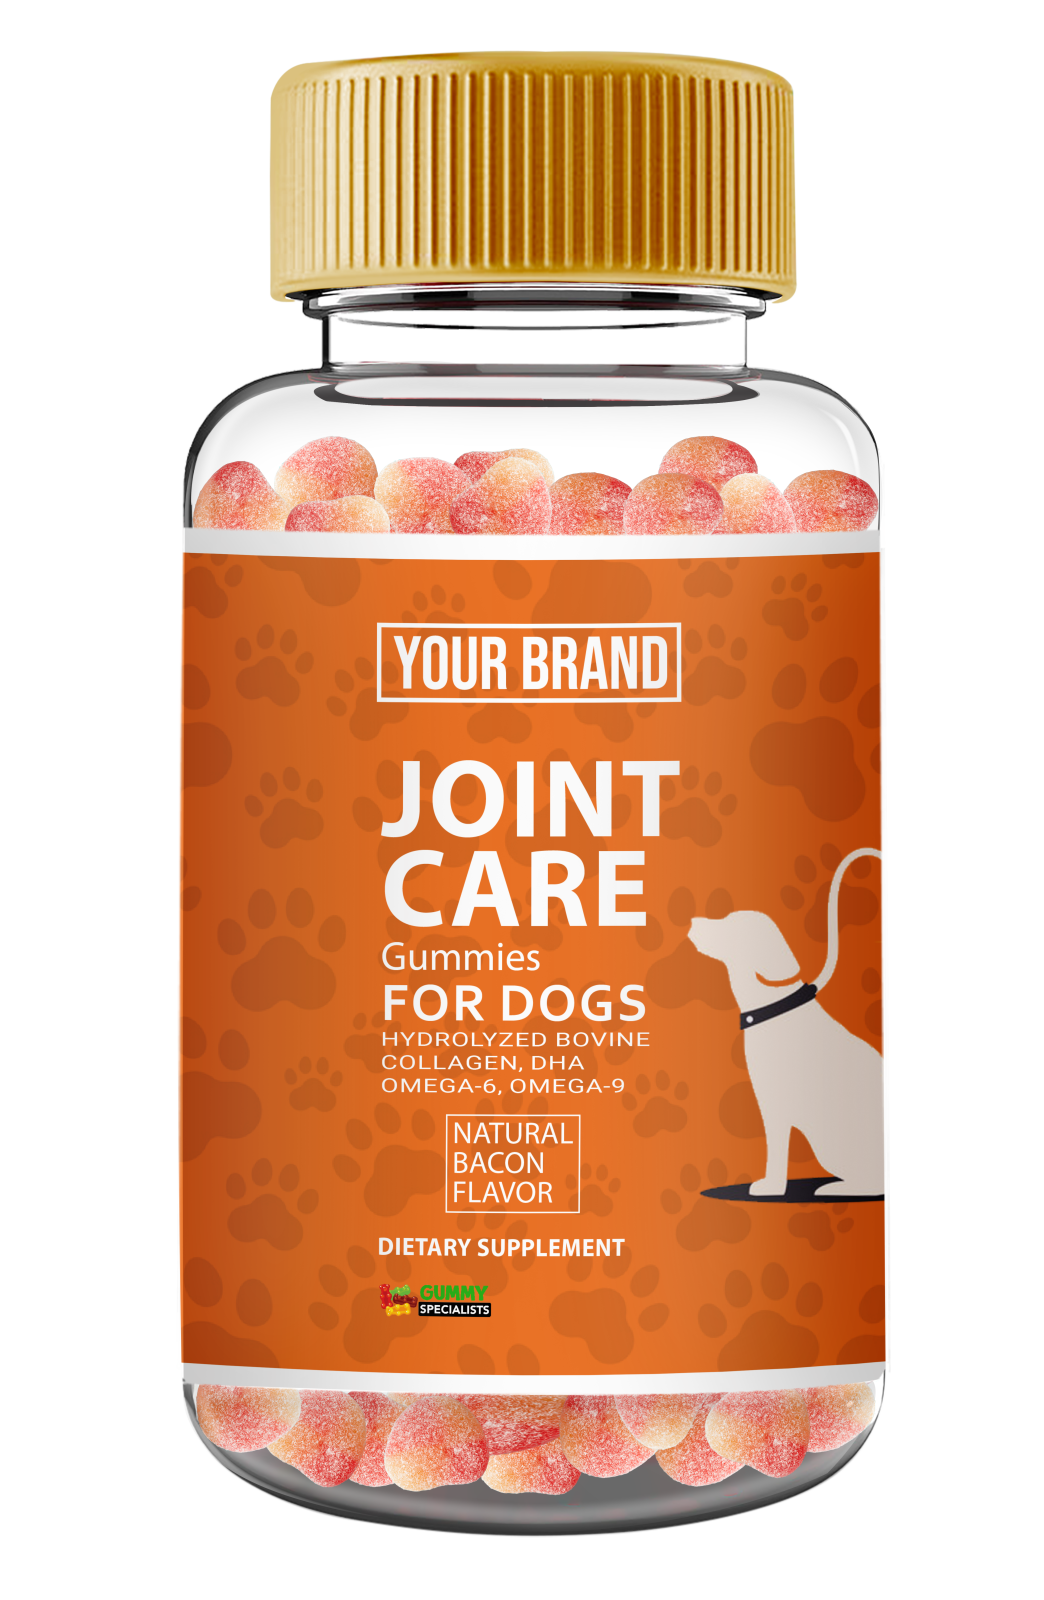 YOUR BRAND
JOINT
CARE
Gummies
FOR DOGS
HYDROLYZED BOVINE
COLLAGEN, DHA
OMEGA-6, OMEGA-9
NATURAL
BACON
FLAVOR
DIETARY SUPPLEMENT
GUMMY
SPECIALISTS